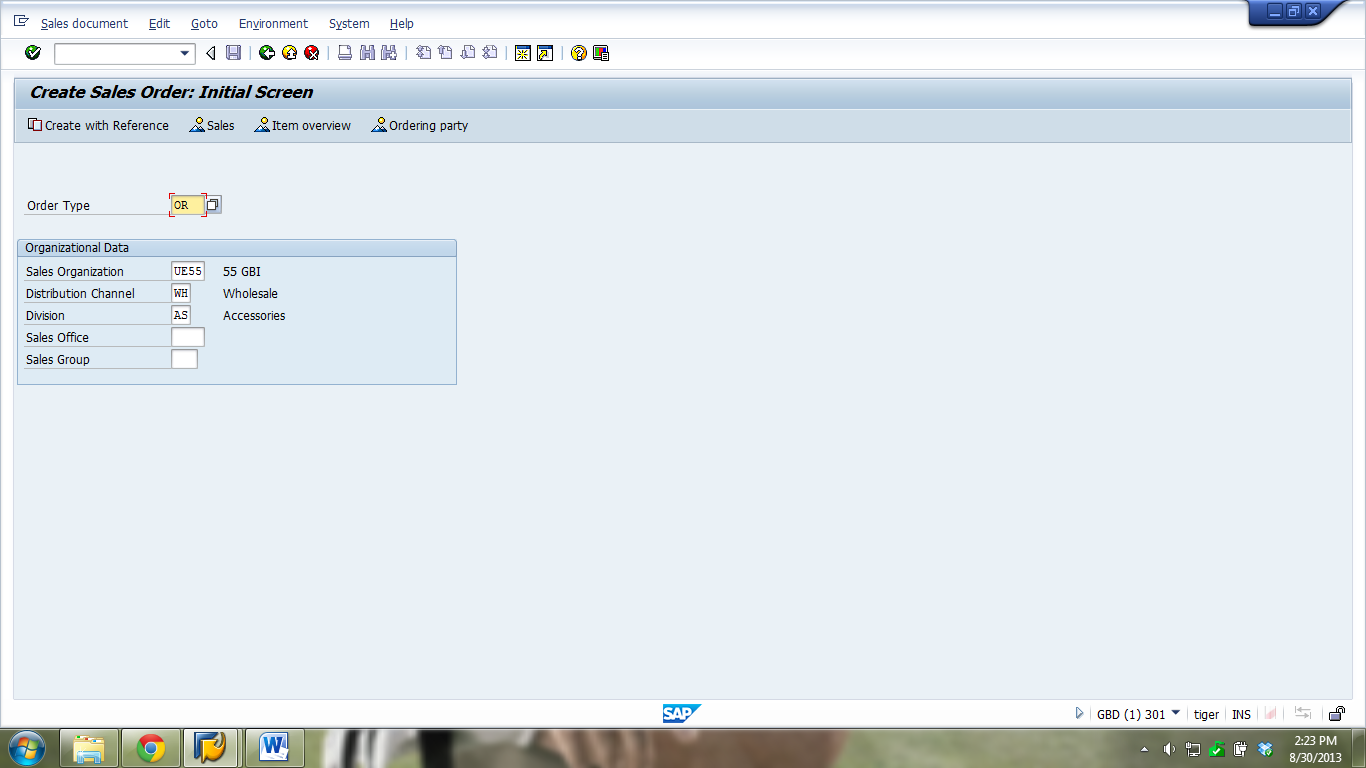 Sales document Edit Goto Environment System Help
Create Sales Order: Initial Screen
Create with Reference Sales Item overview Ordering party
Order Type OR
Organizational Data
Sales Organization UE55 55 GBI
Distribution Channel WH Wholesale
Division AS Accessories
Sales Office
Sales Group
SAP GBD (1) 301 tiger INS
W 2:23 PM
8/30/2013